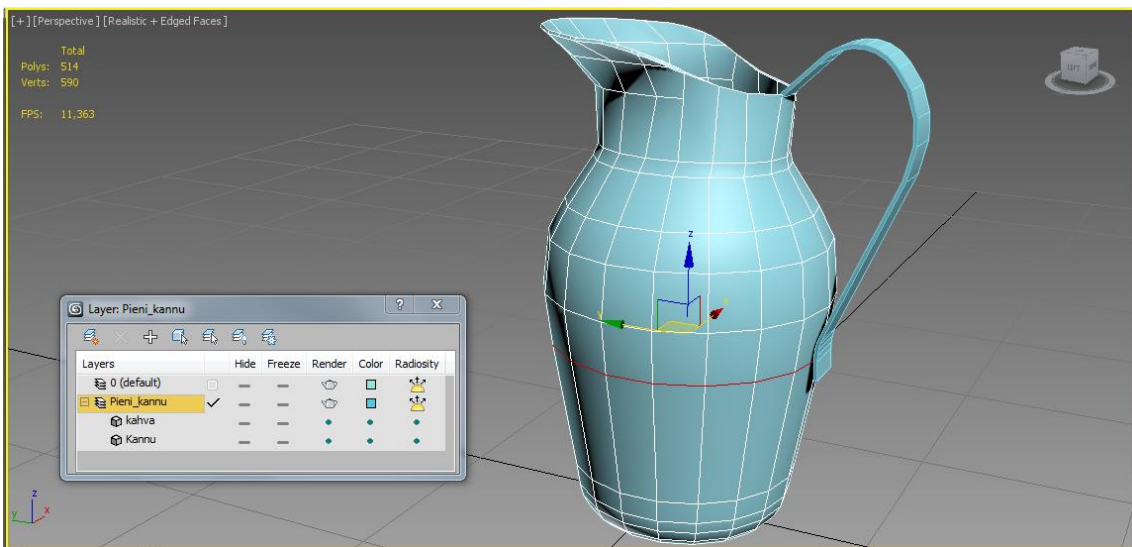 [+] [Perspective] [Realistic + Edged Faces]
Total
Polys: 514
Verts: 590
FPS: 11,363
z
Layer: Pieni_kannu
Layers Hide Freeze Render Color Radiosity
0 (default)
Pieni_kannu
kahva
Kannu
z
y x